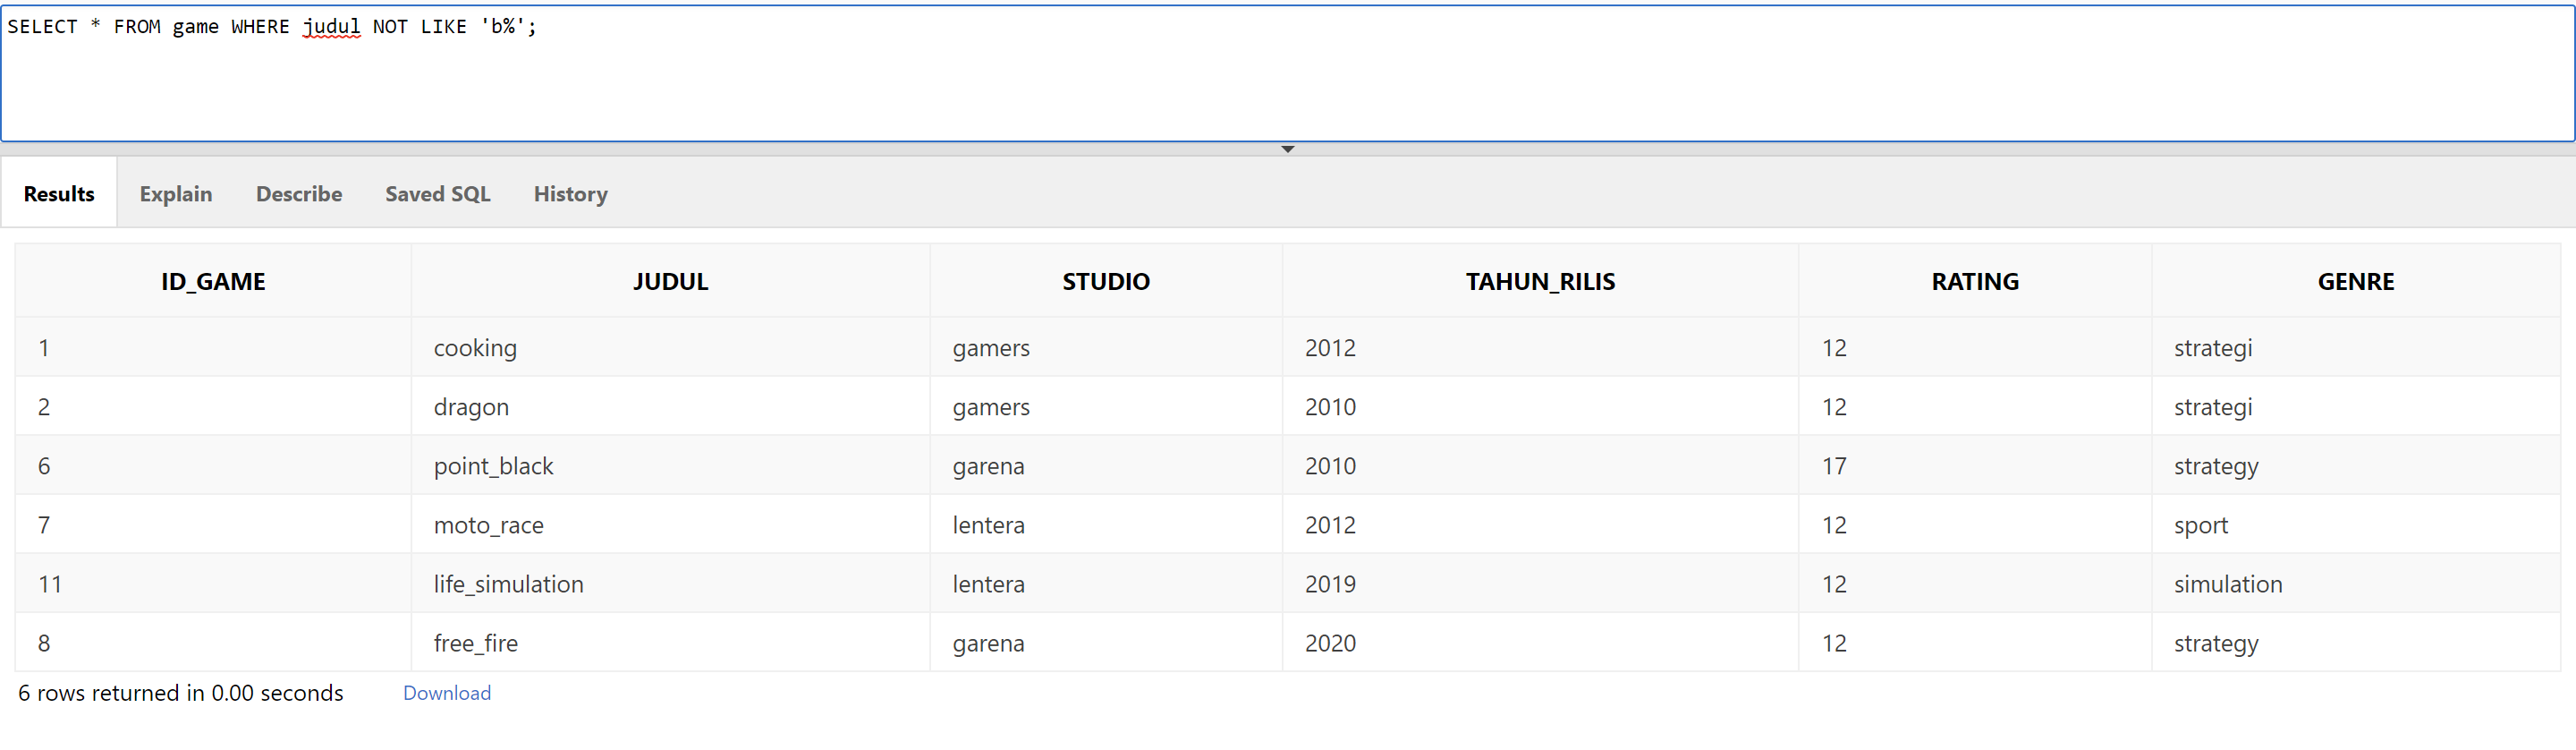 SELECT * FROM game WHERE judul NOT LIKE 'b%';
Results Explain Describe Saved SQL History
ID_GAME JUDUL STUDIO TAHUN_RILIS RATING GENRE
1 cooking gamers 2012 12 strategi
2 dragon gamers 2010 12 strategi
6 point_black garena 2010 17 strategy
7 moto_race lentera 2012 12 sport
11 life_simulation lentera 2019 12 simulation
8 free_fire garena 2020 12 strategy
6 rows returned in 0.00 seconds Download